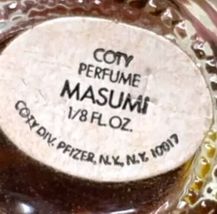 COTY
PERFUME
MASUMI
1/8 FL. OZ.
COTY DIV. PFIZER, N.Y., N.Y. 10017